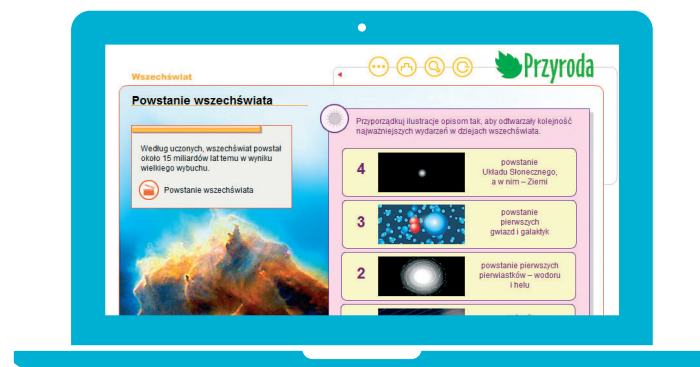 Przyroda
Wszechświat
Powstanie wszechświata
Według uczonych, wszechświat powstał
około 15 miliardów lat temu w wyniku
wielkiego wybuchu.
Powstanie wszechświata
Przyporządkuj ilustracje opisom tak, aby odtwarzały kolejność
najważniejszych wydarzeń w dziejach wszechświata.
4
powstanie
Układu Słonecznego,
a w nim – Ziemi
3
powstanie
pierwszych
gwiazd i galaktyk
2
powstanie pierwszych
pierwiastków – wodoru
i helu